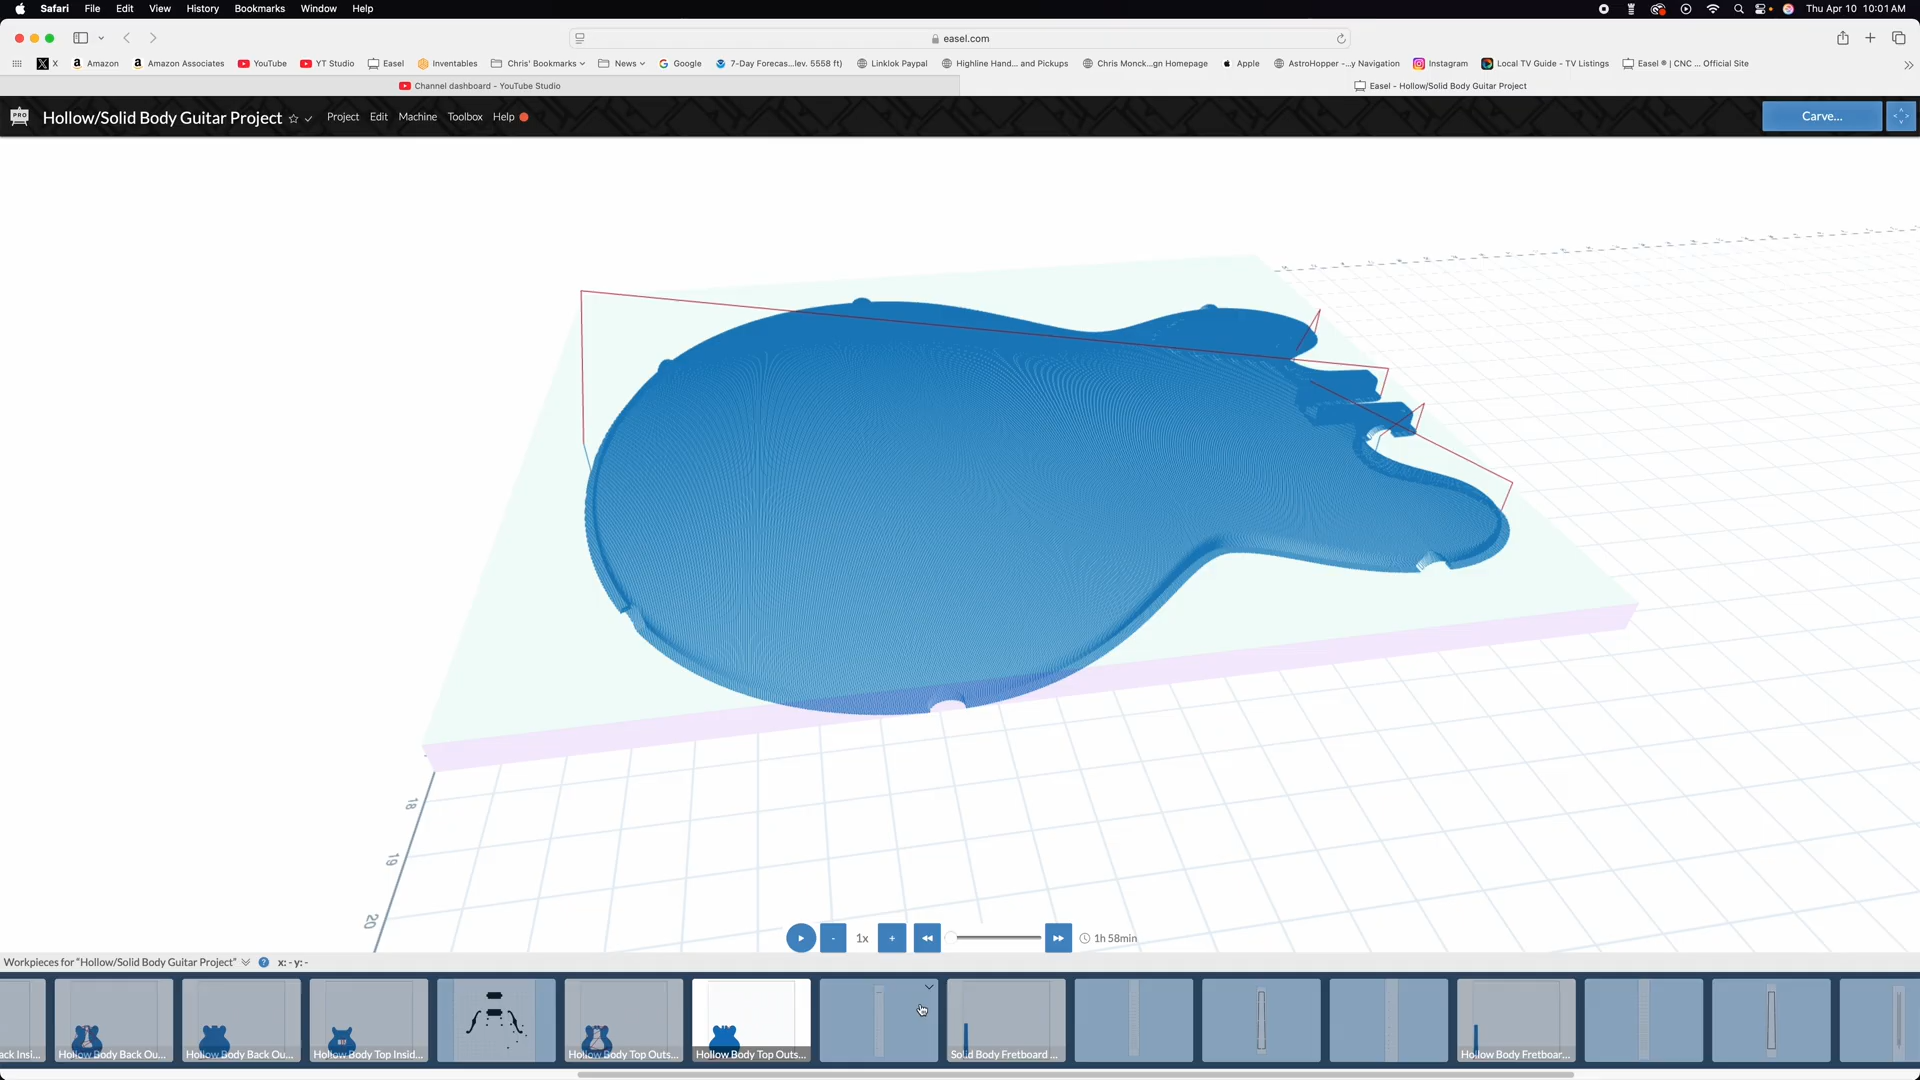 Safari File Edit View History Bookmarks Window Help Thu Apr 10 10:01 AM
easel.com
X Amazon Amazon Associates YouTube YT Studio Easel Inventables Chris' Bookmarks News Google 7-Day Forecas...lev. 5558 ft) Linklok Paypal Highline Hand... and Pickups Chris Monck...gn Homepage Apple AstroHopper -...y Navigation Instagram Local TV Guide - TV Listings Easel ® | CNC ... Official Site
Channel dashboard - YouTube Studio Easel - Hollow/Solid Body Guitar Project
PRO Hollow/Solid Body Guitar Project Project Edit Machine Toolbox Help Carve...
18
19
20
- 1x + 1h 58min
Workpieces for "Hollow/Solid Body Guitar Project" ? x: - y: -
ack Insi... Hollow Body Back Ou... Hollow Body Back Ou... Hollow Body Top Insid... Hollow Body Top Outs... Hollow Body Top Outs... Solid Body Fretboard ... Hollow Body Fretboar...